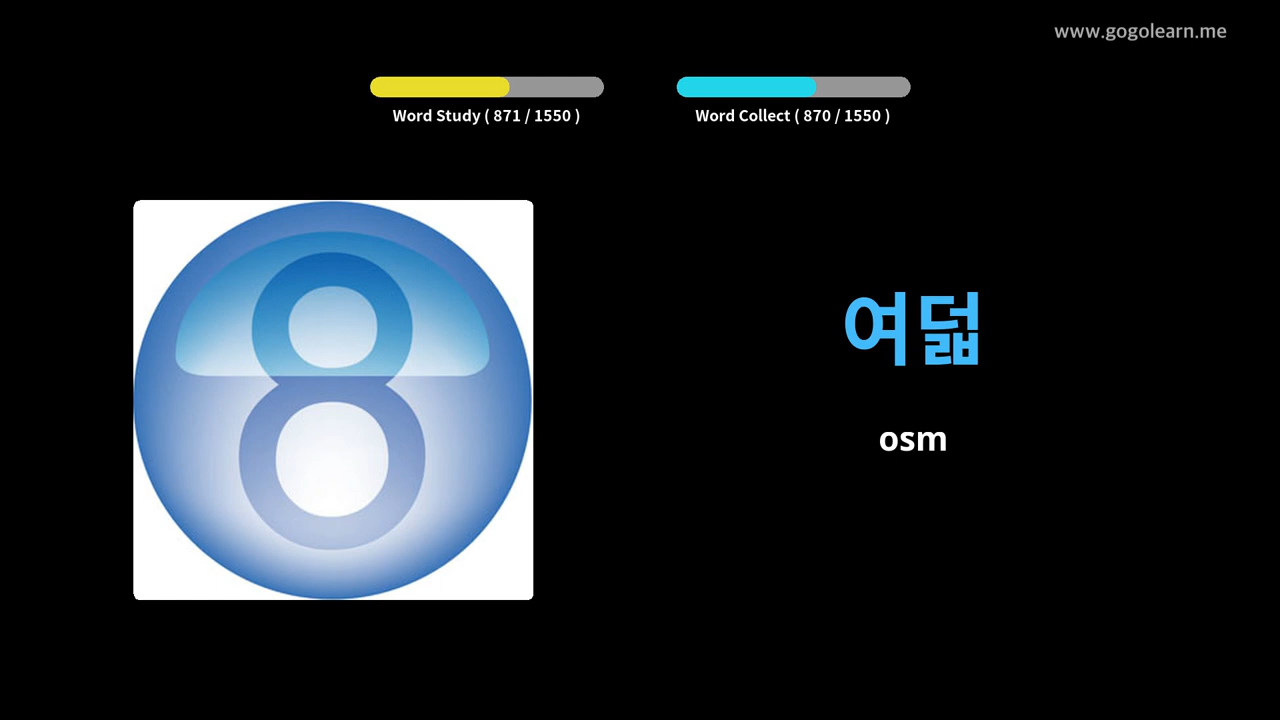 www.gogolearn.me
Word Study ( 871 / 1550 )
Word Collect ( 870 / 1550 )
8
여덟
osm